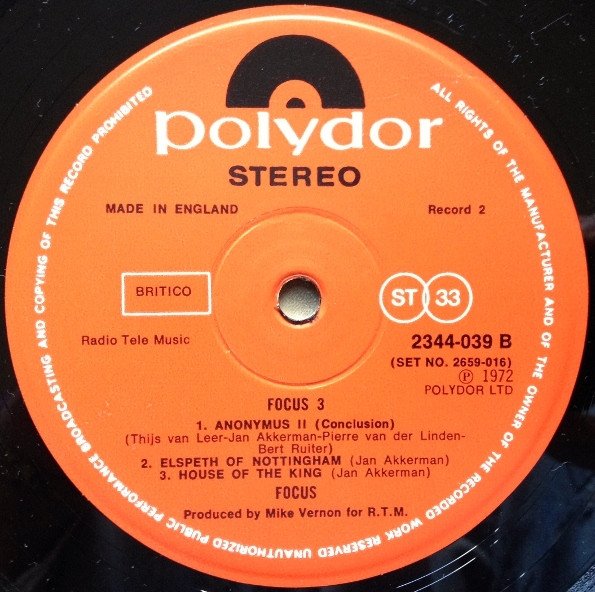 polydor
STEREO
MADE IN ENGLAND
Record 2
BRITICO
ST 33
Radio Tele Music
2344-039 B
(SET NO. 2659-016)
℗ 1972
POLYDOR LTD
FOCUS 3
1. ANONYMUS II (Conclusion)
(Thijs van Leer-Jan Akkerman-Pierre van der Linden-
Bert Ruiter)
2. ELSPETH OF NOTTINGHAM (Jan Akkerman)
3. HOUSE OF THE KING (Jan Akkerman)
FOCUS
Produced by Mike Vernon for R.T.M.
ALL RIGHTS OF THE MANUFACTURER AND OF THE OWNER OF THE RECORDED WORK RESERVED UNAUTHORIZED PUBLIC PERFORMANCE BROADCASTING AND COPYING OF THIS RECORD PROHIBITED